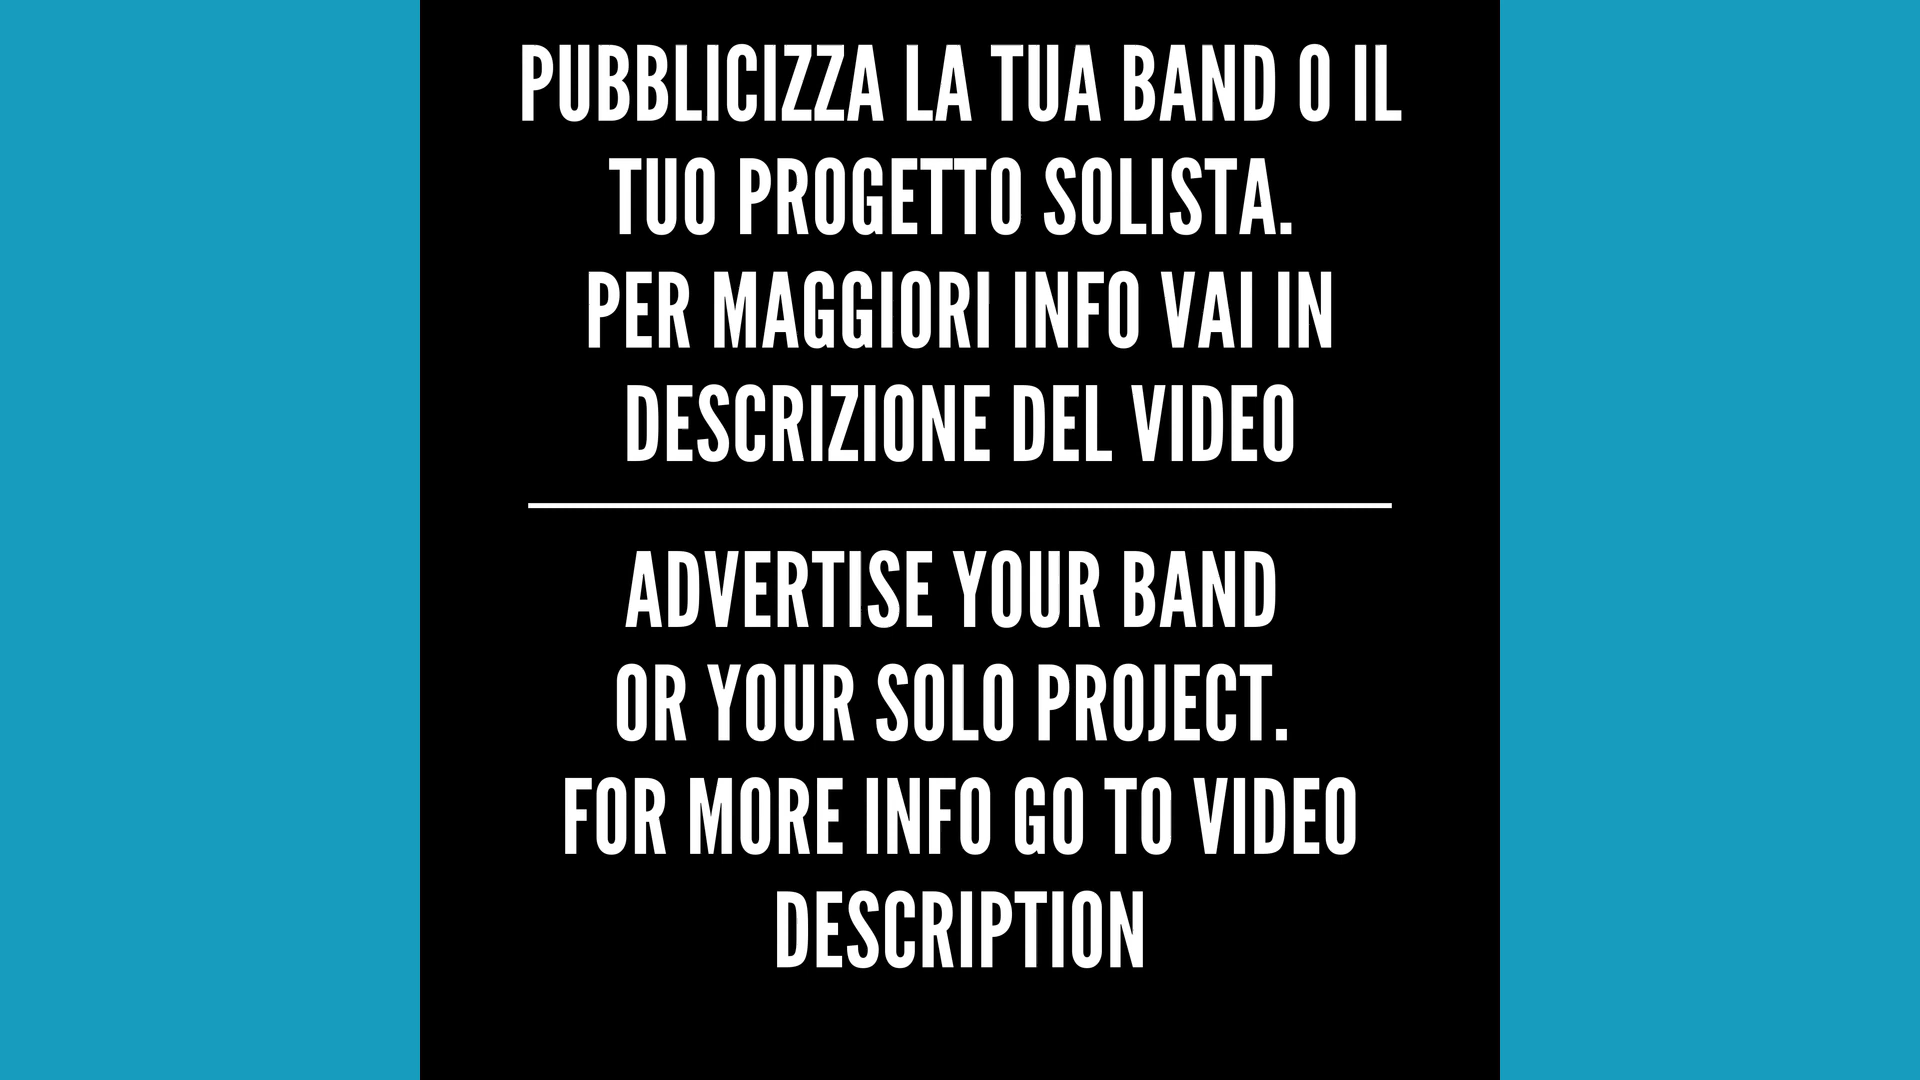 PUBBLICIZZA LA TUA BAND O IL
TUO PROGETTO SOLISTA.
PER MAGGIORI INFO VAI IN
DESCRIZIONE DEL VIDEO
ADVERTISE YOUR BAND
OR YOUR SOLO PROJECT.
FOR MORE INFO GO TO VIDEO
DESCRIPTION